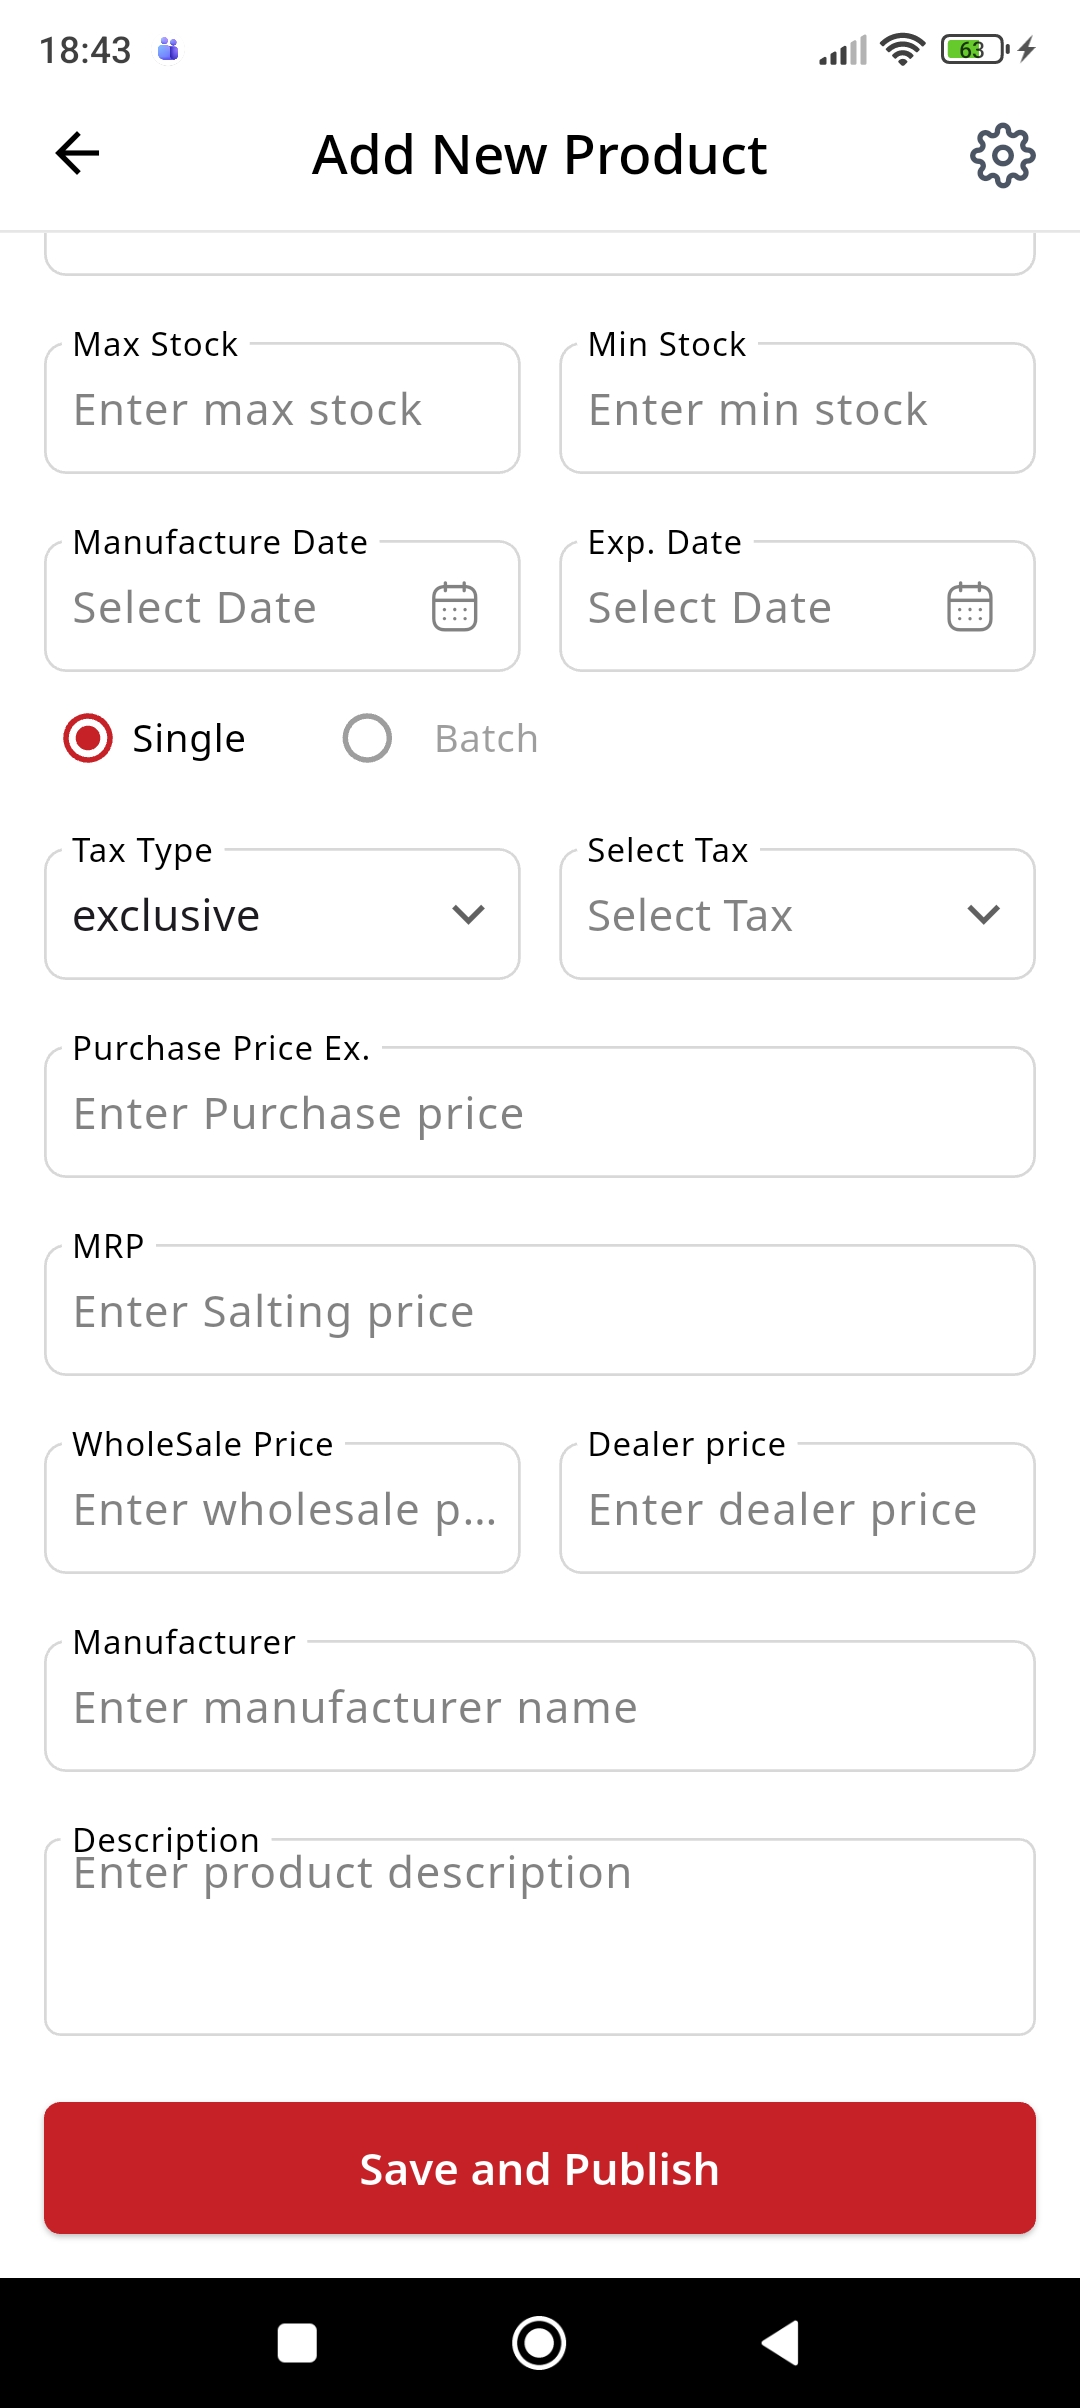 18:43
63
Add New Product
Max Stock
Enter max stock
Min Stock
Enter min stock
Manufacture Date
Select Date
Exp. Date
Select Date
Single
Batch
Tax Type
exclusive
Select Tax
Select Tax
Purchase Price Ex.
Enter Purchase price
MRP
Enter Salting price
WholeSale Price
Enter wholesale p...
Dealer price
Enter dealer price
Manufacturer
Enter manufacturer name
Description
Enter product description
Save and Publish